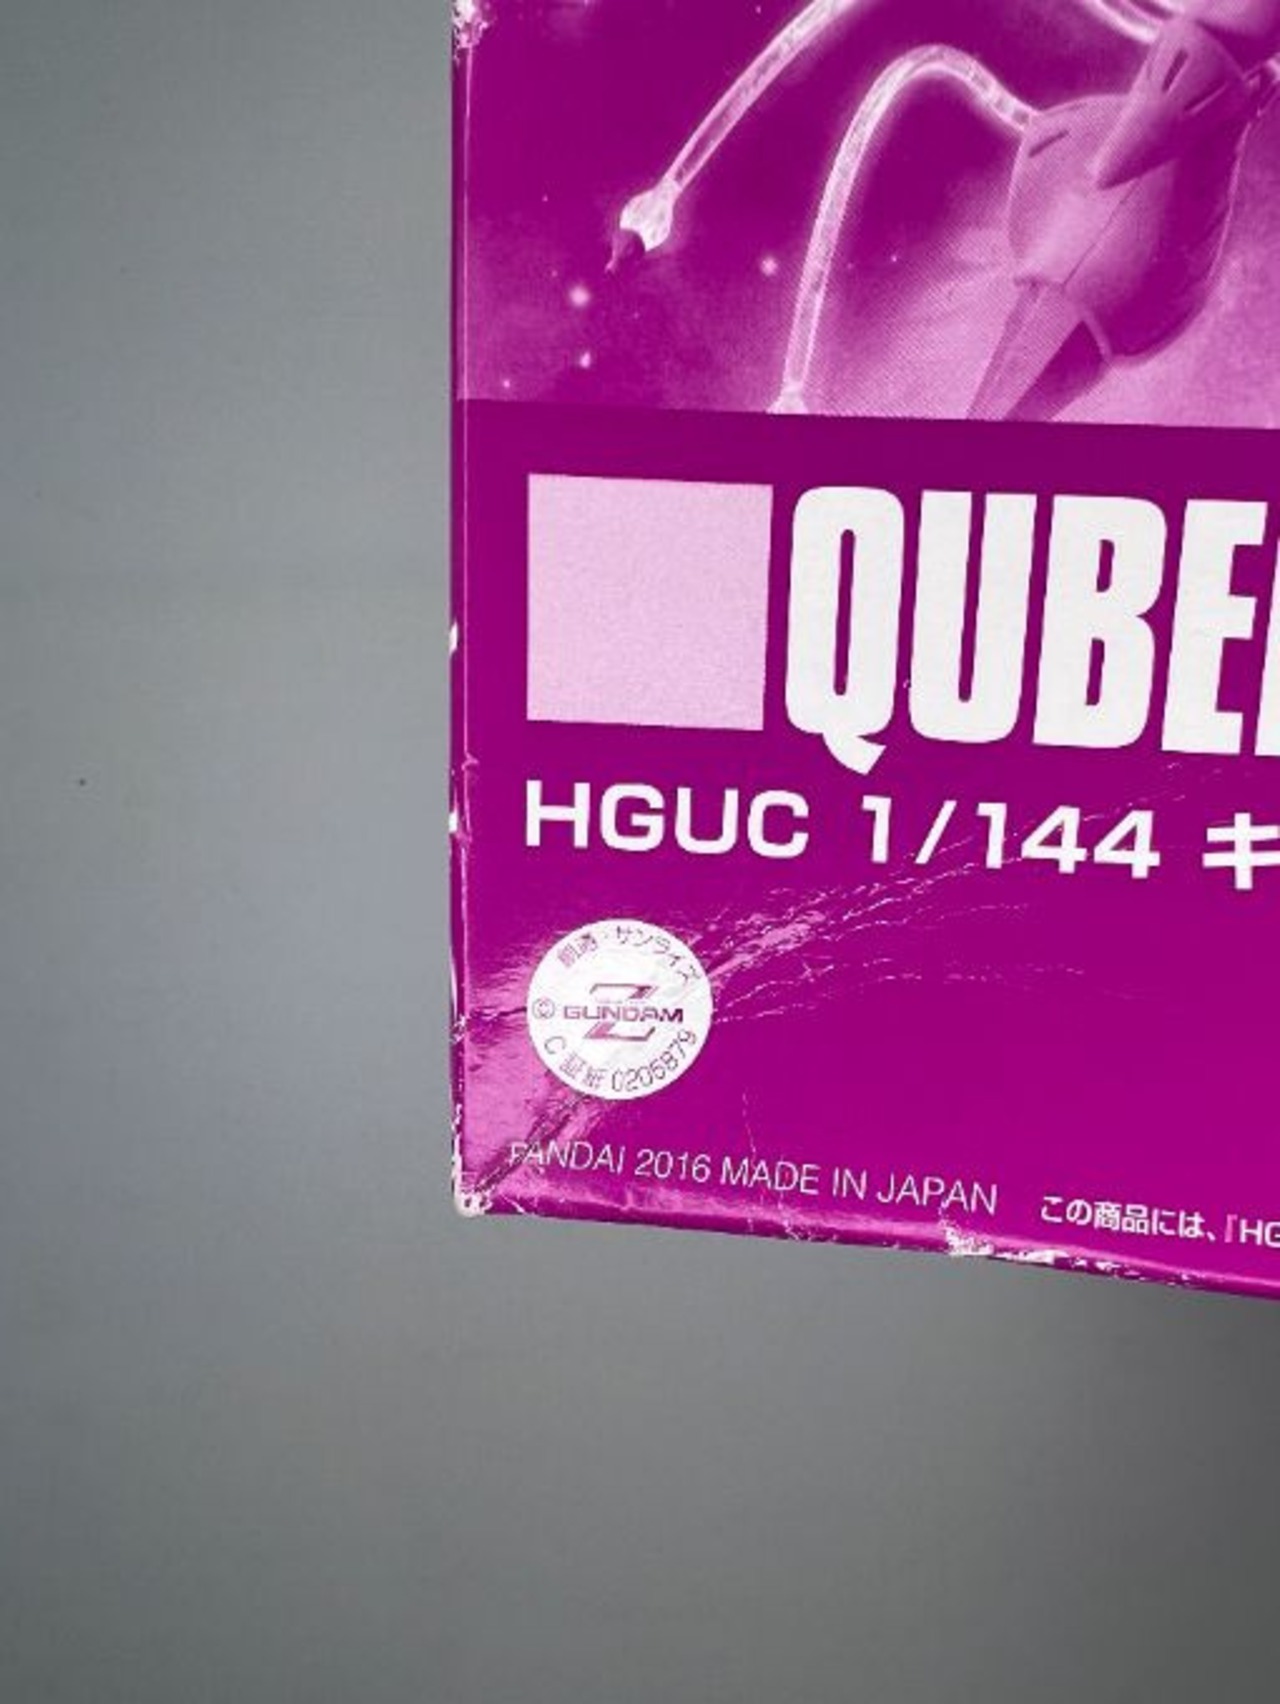 QUBE
HGUC 1/144 キ
創通・サンライズ
© Z GUNDAM
C 証紙 0205879
BANDAI 2016 MADE IN JAPAN この商品には、『HG